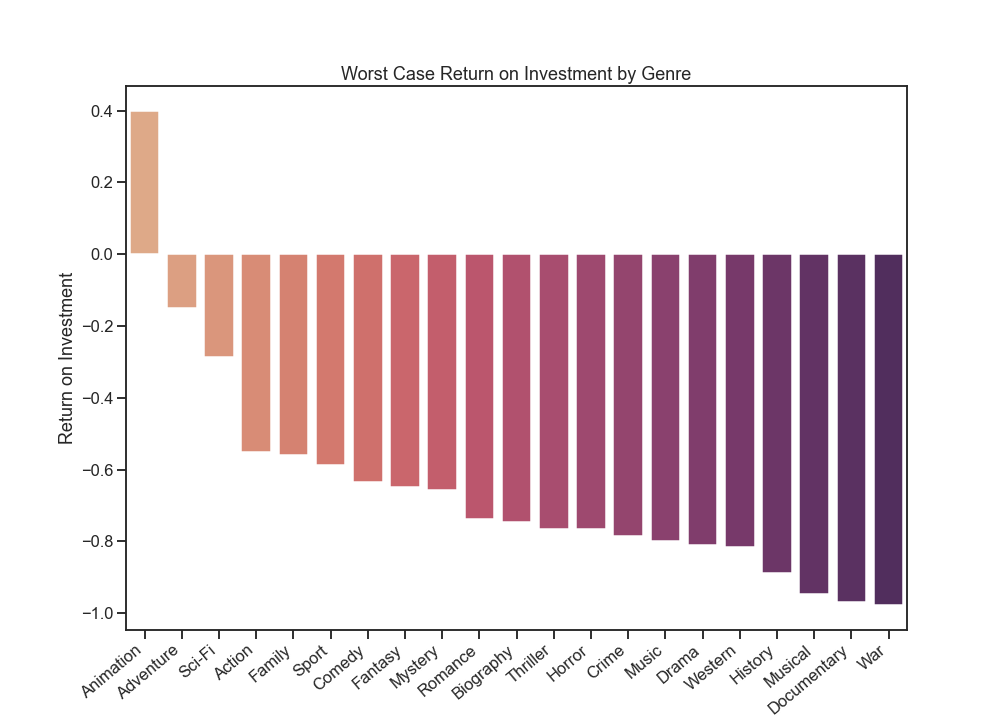 Worst Case Return on Investment by Genre
Return on Investment
0.4
0.2
0.0
−0.2
−0.4
−0.6
−0.8
−1.0
Animation
Adventure
Sci-Fi
Action
Family
Sport
Comedy
Fantasy
Mystery
Romance
Biography
Thriller
Horror
Crime
Music
Drama
Western
History
Musical
Documentary
War